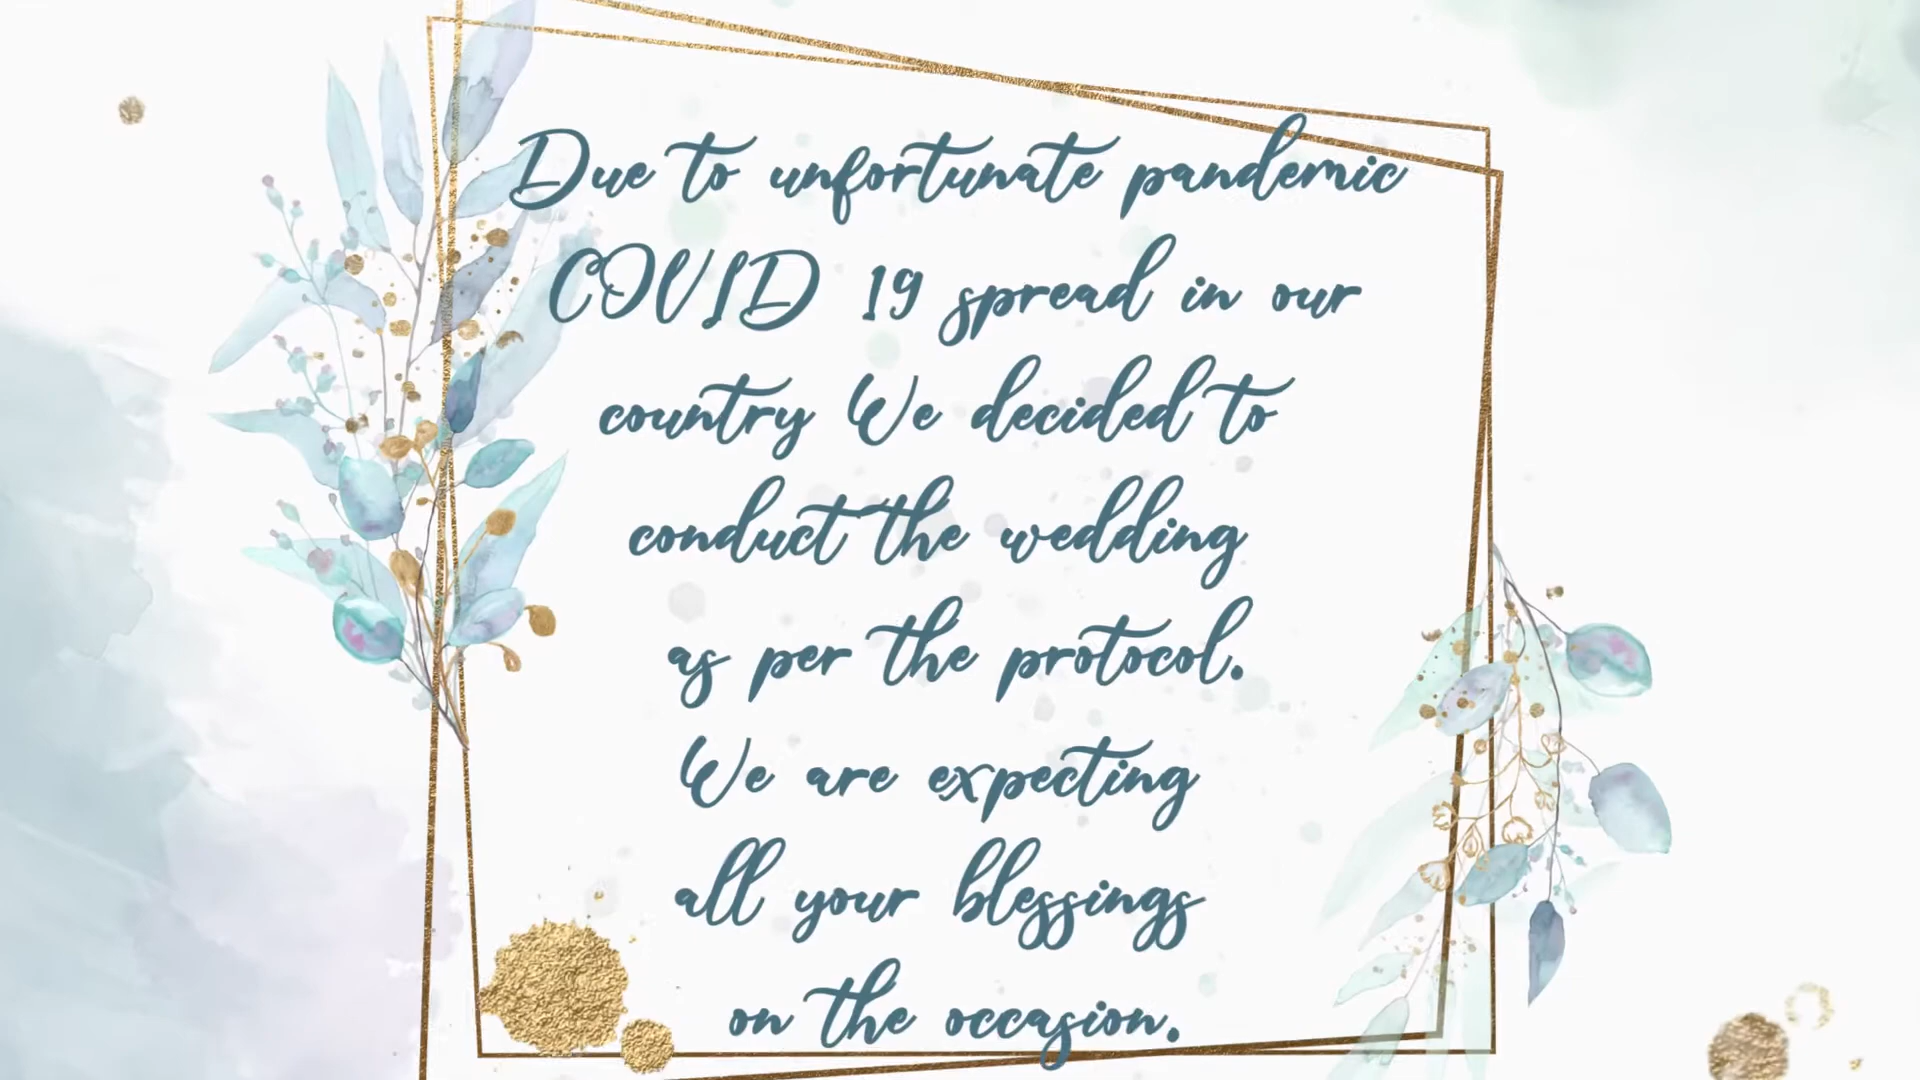 Due to unfortunate pandemic
COVID 19 spread in our
country We decided to
conduct the wedding
as per the protocol.
We are expecting
all your blessings
on the occasion.